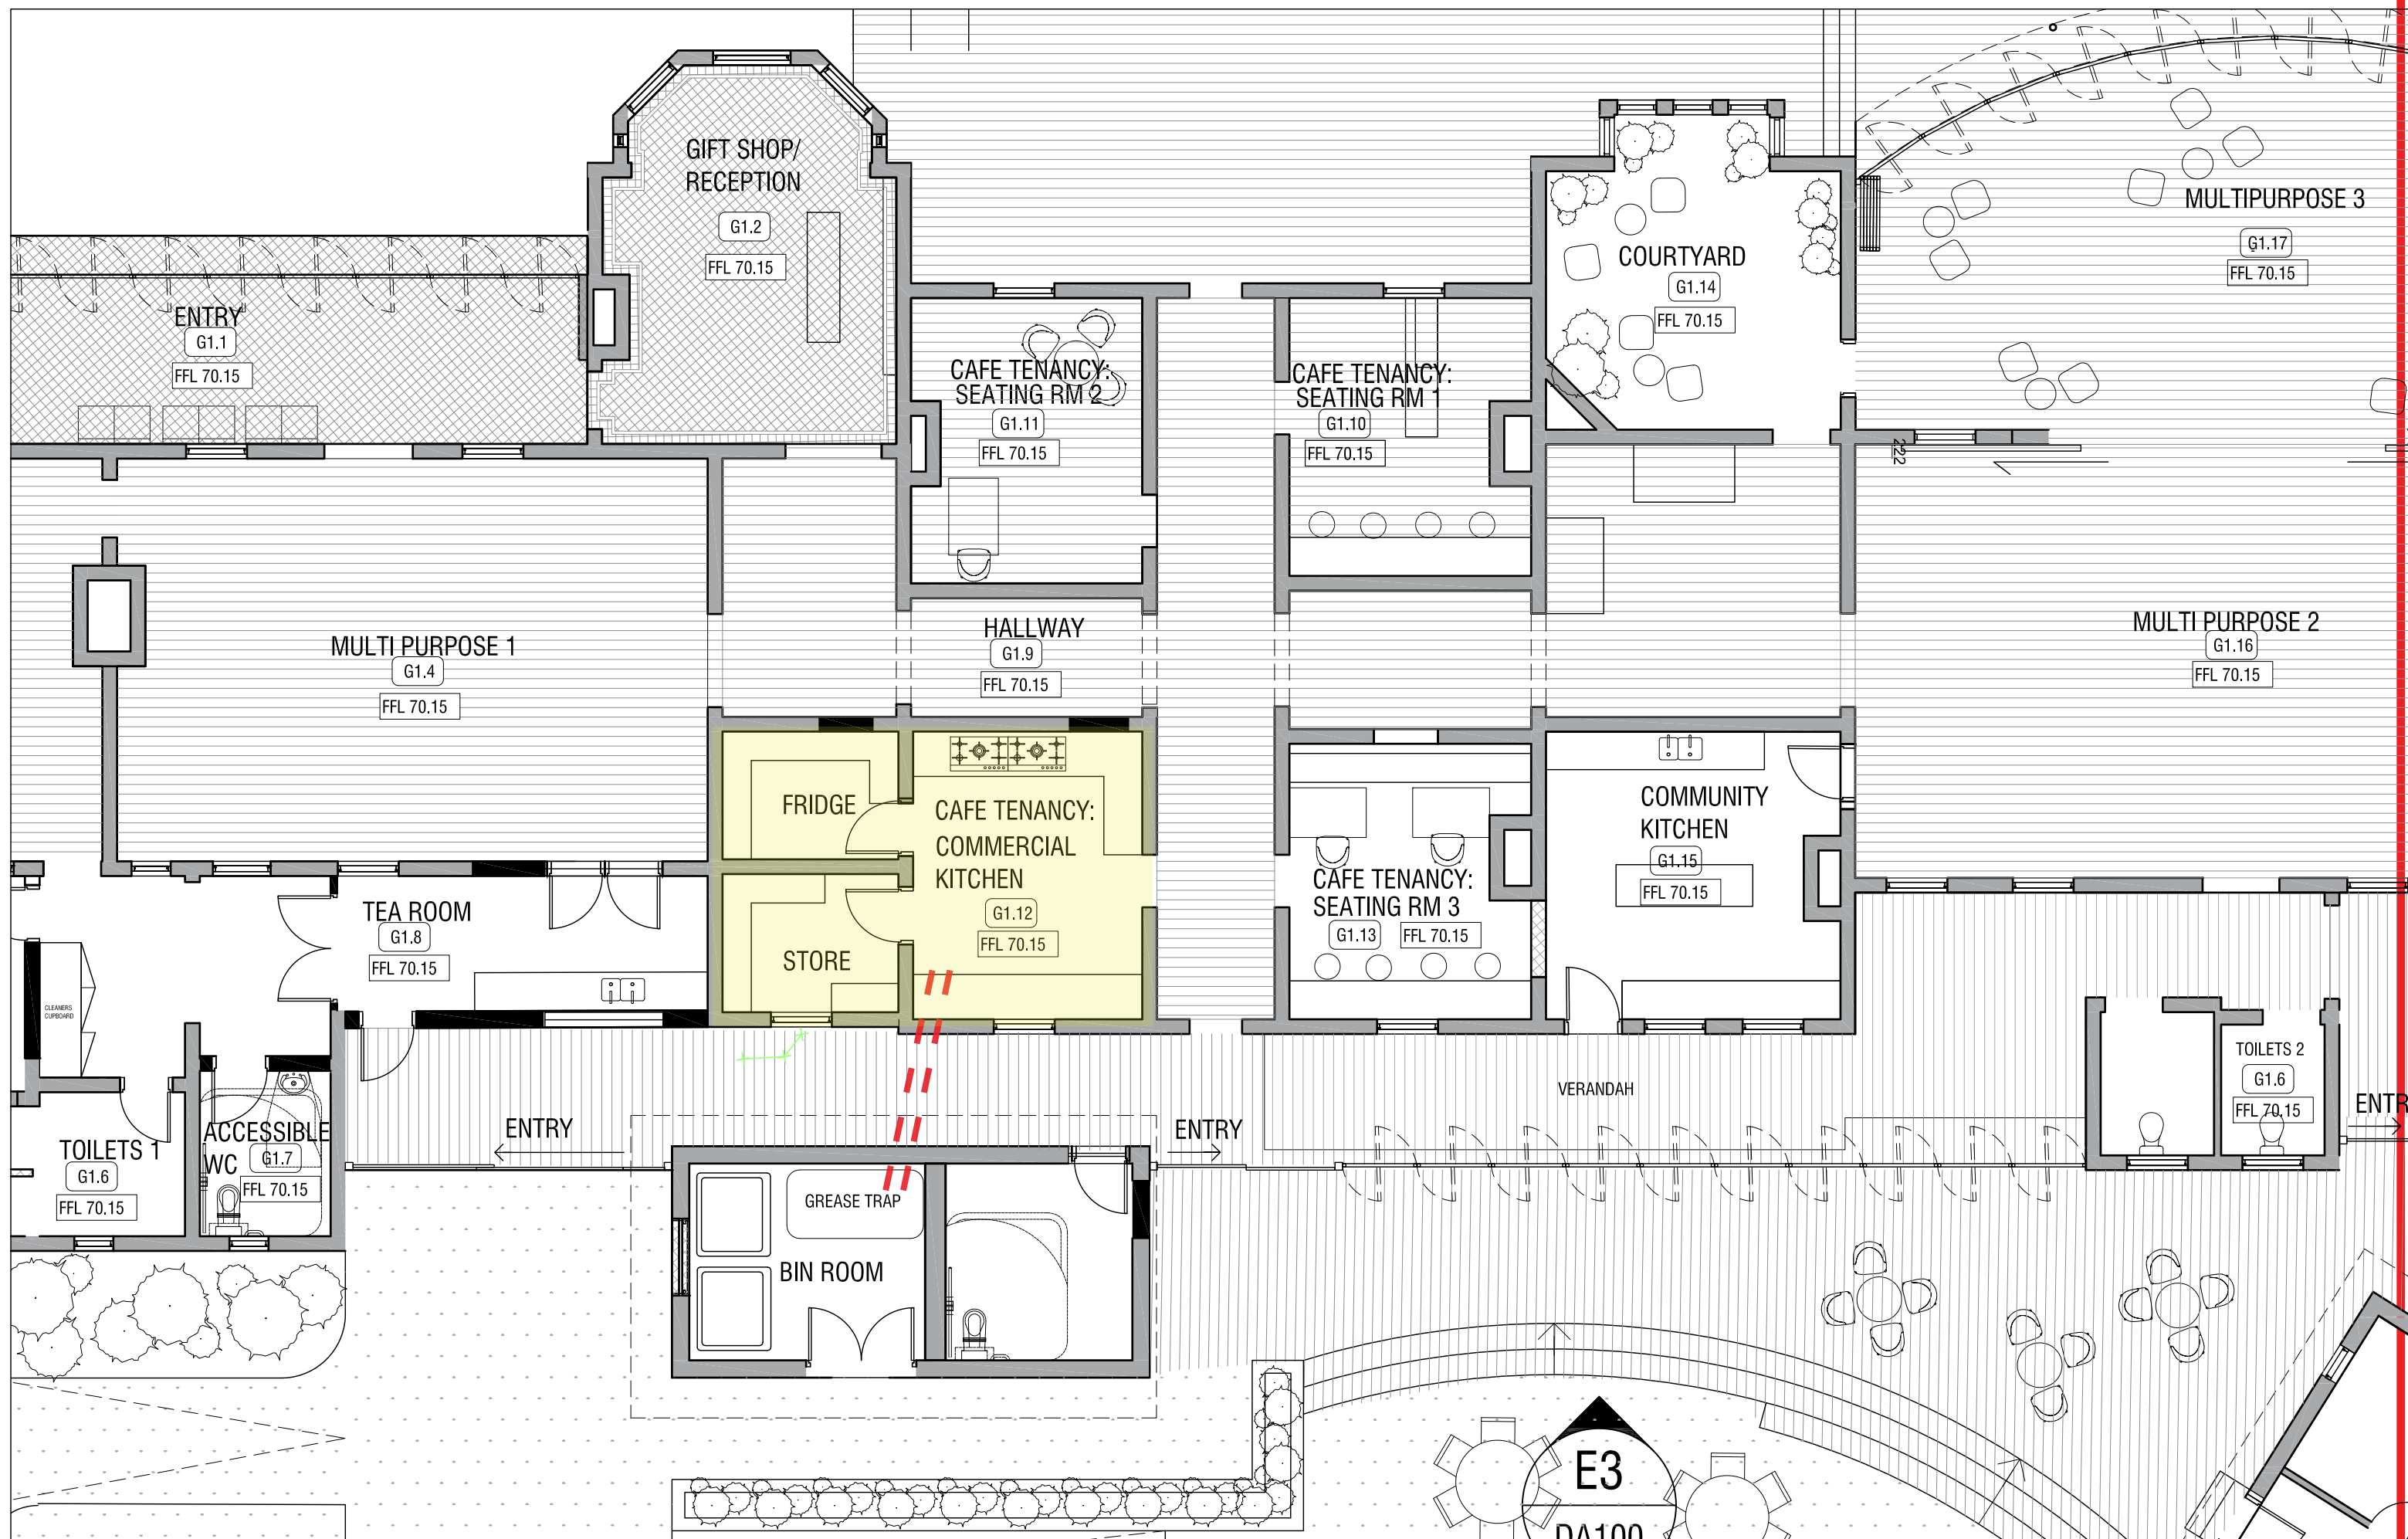 GIFT SHOP/
RECEPTION
G1.2
FFL 70.15
ENTRY
G1.1
FFL 70.15
CAFE TENANCY:
SEATING RM 2
G1.11
FFL 70.15
CAFE TENANCY:
SEATING RM 1
G1.10
FFL 70.15
COURTYARD
G1.14
FFL 70.15
MULTIPURPOSE 3
G1.17
FFL 70.15
222
MULTI PURPOSE 1
G1.4
FFL 70.15
HALLWAY
G1.9
FFL 70.15
MULTI PURPOSE 2
G1.16
FFL 70.15
FRIDGE
CAFE TENANCY:
COMMERCIAL
KITCHEN
G1.12
FFL 70.15
STORE
CAFE TENANCY:
SEATING RM 3
G1.13
FFL 70.15
COMMUNITY
KITCHEN
G1.15
FFL 70.15
TEA ROOM
G1.8
FFL 70.15
CLEANERS
CUPBOARD
TOILETS 1
G1.6
FFL 70.15
ACCESSIBLE
WC
G1.7
FFL 70.15
ENTRY
ENTRY
VERANDAH
TOILETS 2
G1.6
FFL 70.15
ENTR
GREASE TRAP
BIN ROOM
E3
DA100